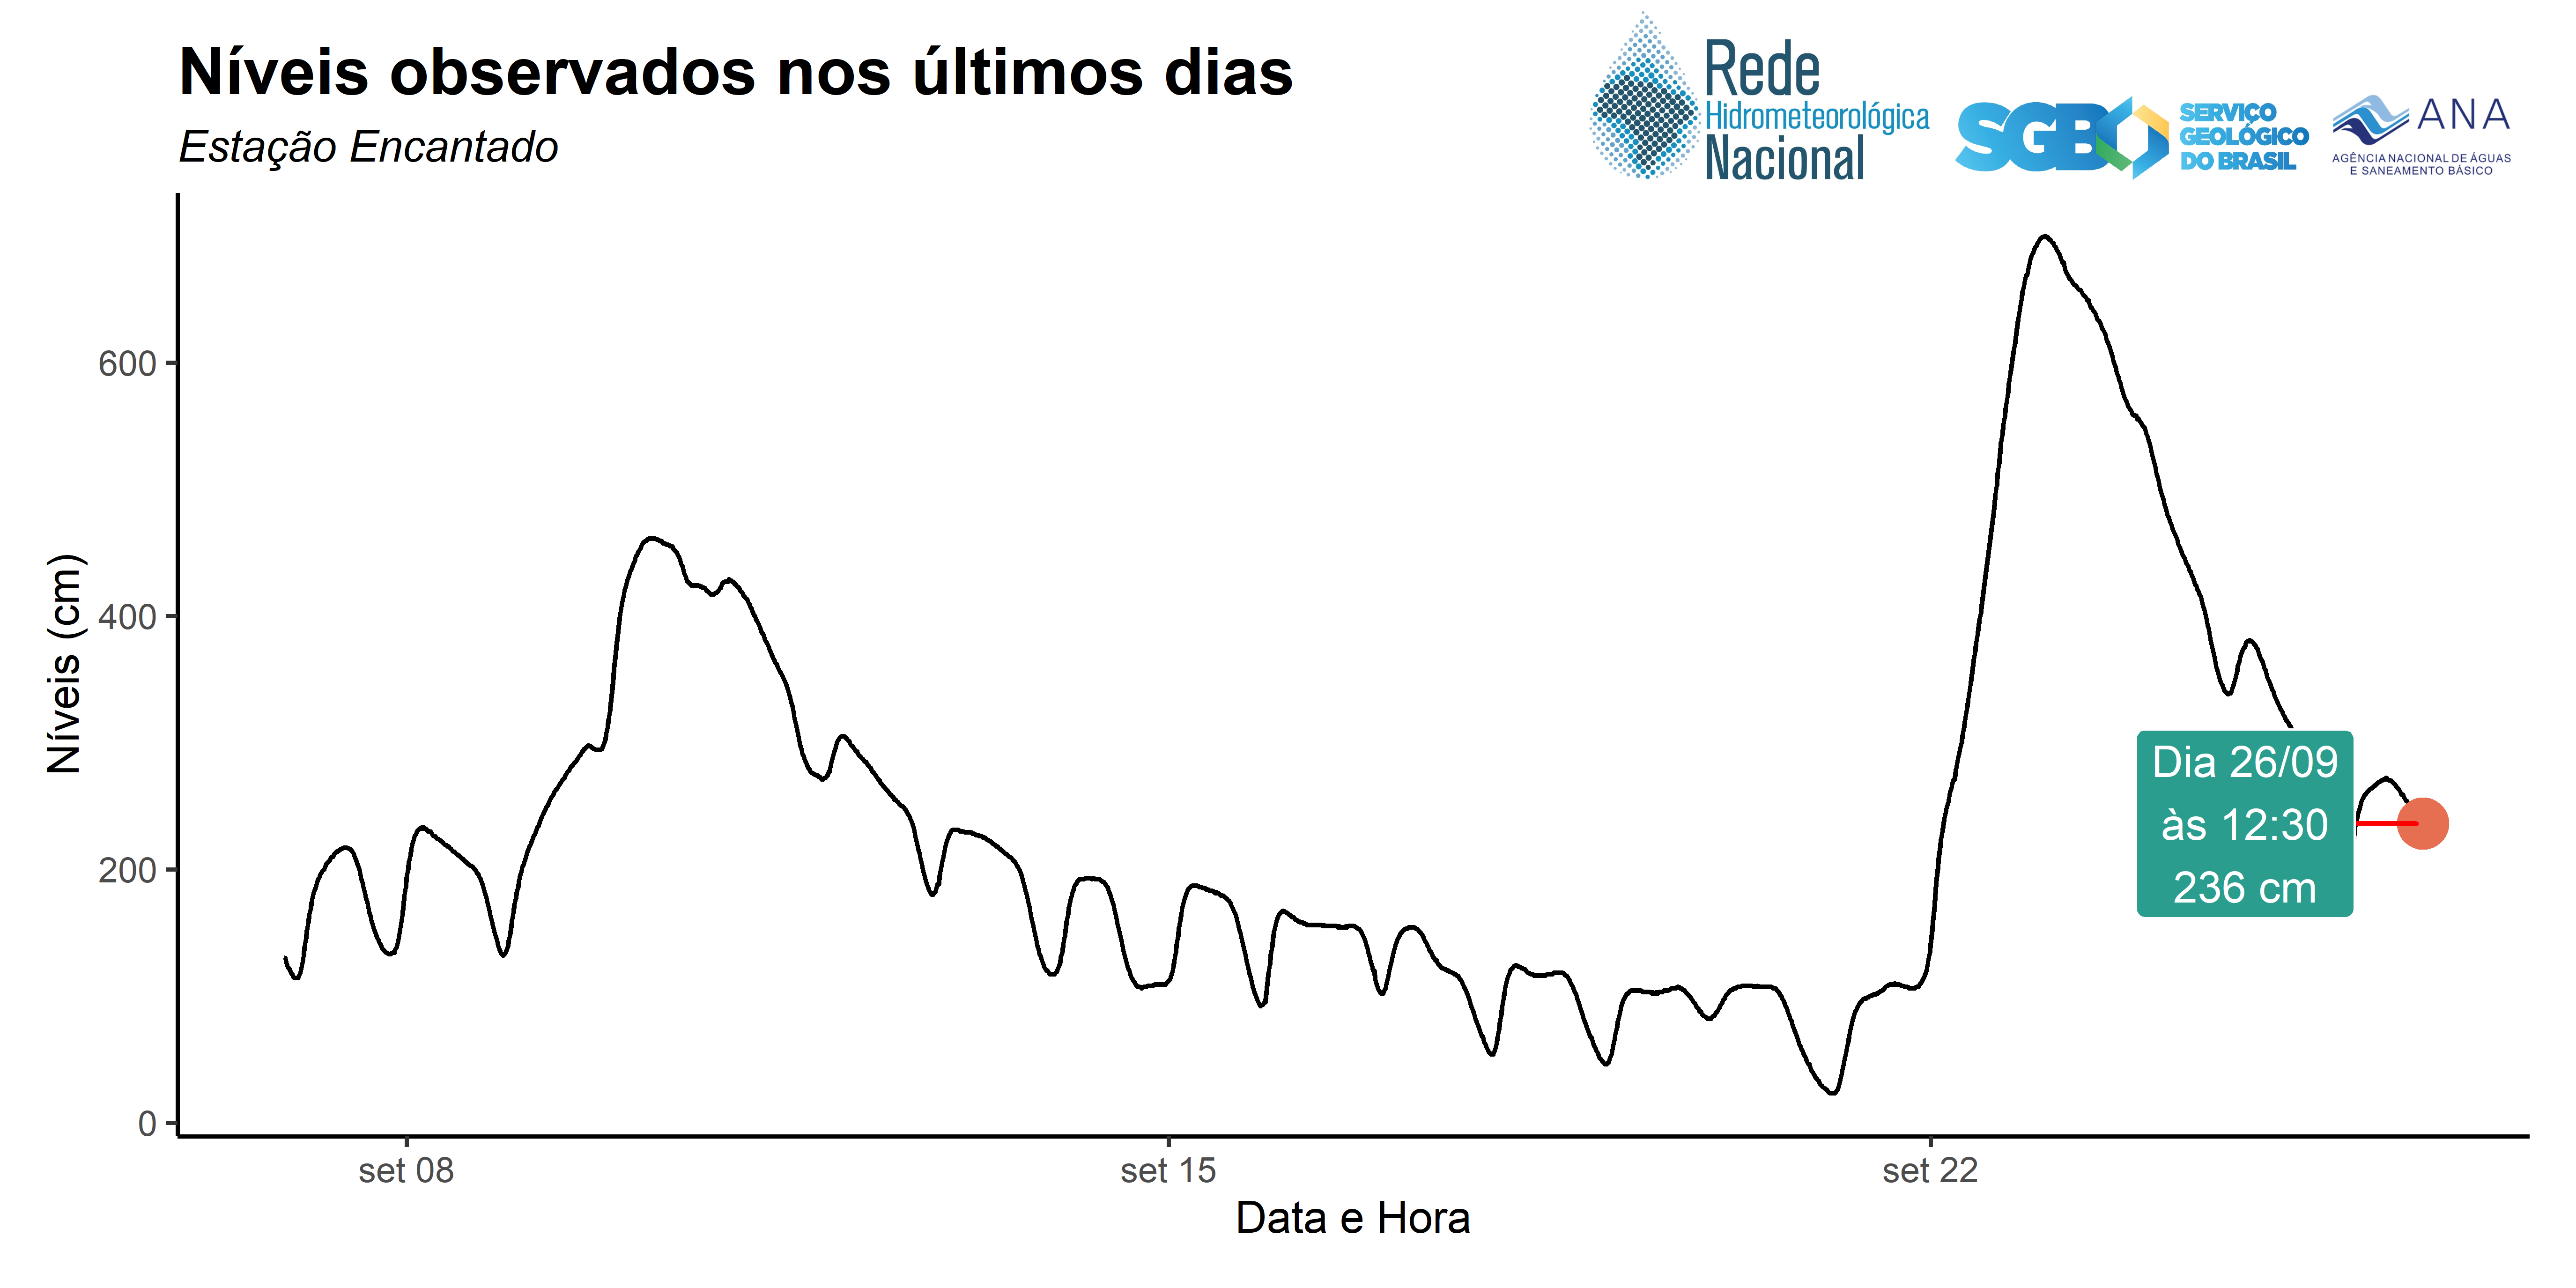 Níveis observados nos últimos dias
Estação Encantado
Rede
Hidrometeorológica
Nacional
SGB
SERVIÇO
GEOLÓGICO
DO BRASIL
ANA
AGÊNCIA NACIONAL DE ÁGUAS
E SANEAMENTO BÁSICO
Níveis (cm)
600
400
200
0
Dia 26/09
às 12:30
236 cm
set 08
set 15
set 22
Data e Hora